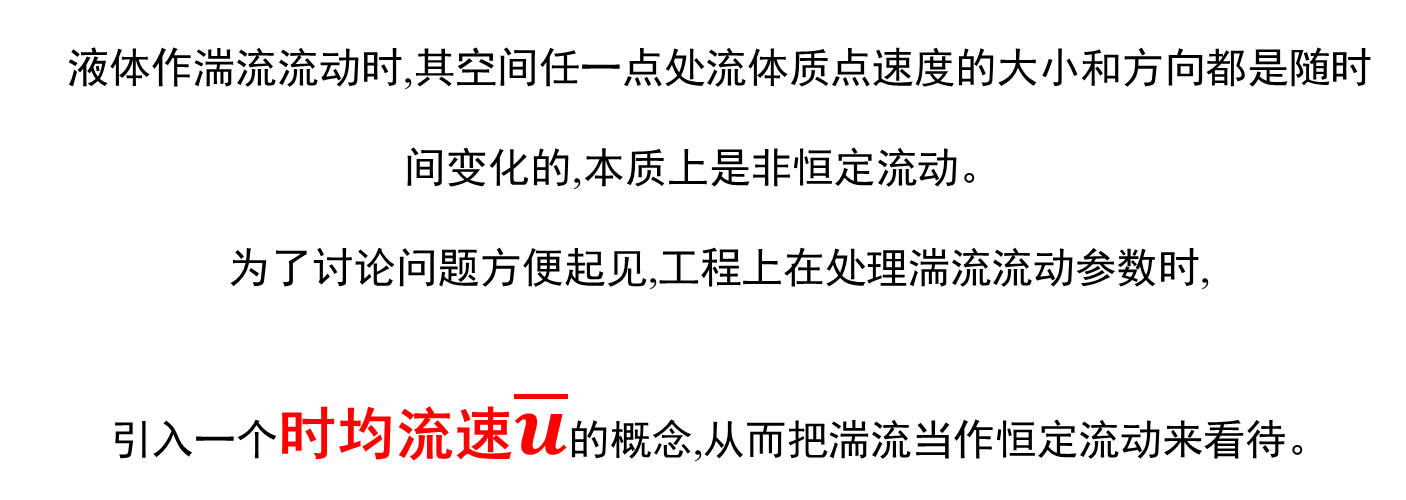 液体作湍流流动时,其空间任一点处流体质点速度的大小和方向都是随时
间变化的,本质上是非恒定流动。
为了讨论问题方便起见,工程上在处理湍流流动参数时,
引入一个时均流速u̅的概念,从而把湍流当作恒定流动来看待。